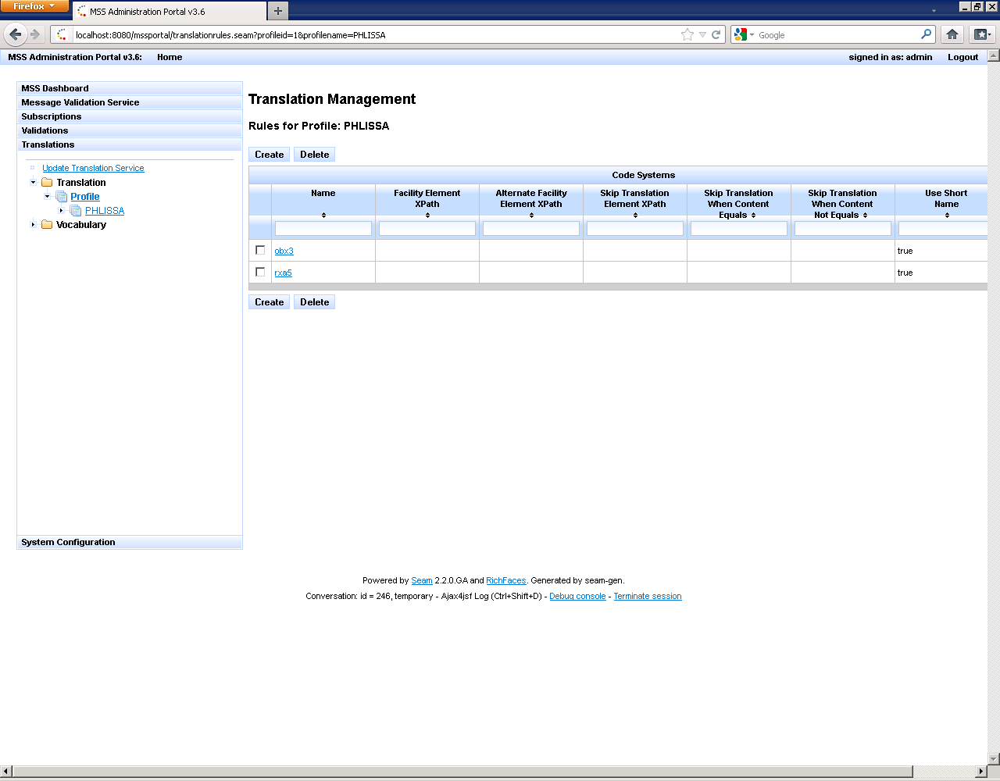 Firefox
MSS Administration Portal v3.6
localhost:8080/mssportal/translationrules.seam?profileid=1&profilename=PHLISSA
Google
MSS Administration Portal v3.6: Home signed in as: admin Logout
MSS Dashboard
Message Validation Service
Subscriptions
Validations
Translations
Update Translation Service
Translation
Profile
PHLISSA
Vocabulary
System Configuration
Translation Management
Rules for Profile: PHLISSA
Create Delete
Code Systems
Name
Facility Element
XPath
Alternate Facility
Element XPath
Skip Translation
Element XPath
Skip Translation
When Content
Equals
Skip Translation
When Content
Not Equals
Use Short
Name
obx3 true
rxa5 true
Create Delete
Powered by Seam 2.2.0.GA and RichFaces. Generated by seam-gen.
Conversation: id = 246, temporary - Ajax4jsf Log (Ctrl+Shift+D) - Debug console - Terminate session